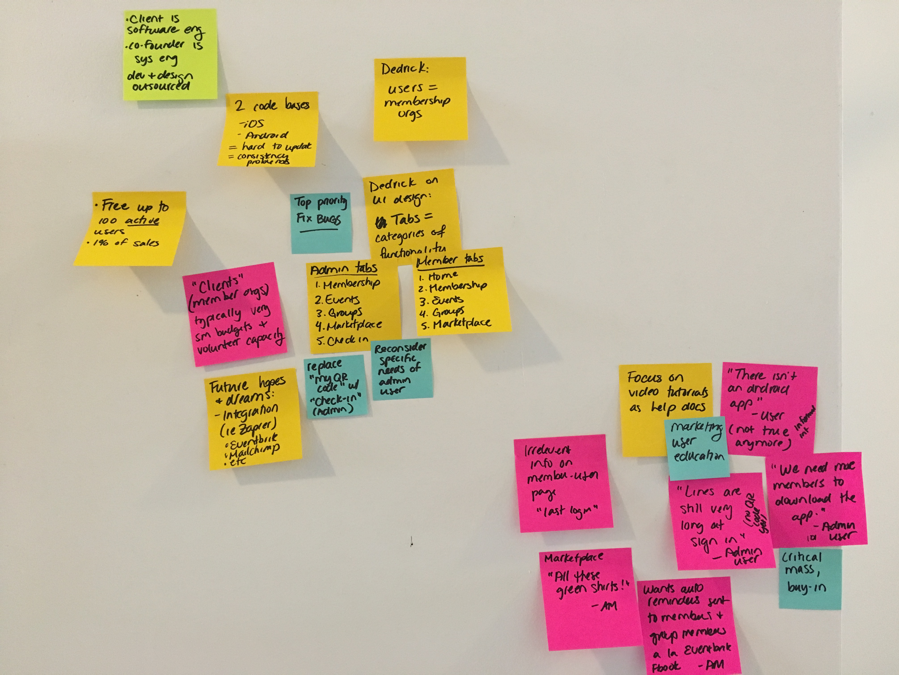 • Client is
software eng
• co-founder is
sys eng
dev + design
outsourced
2 code bases
- iOS
- Android
= hard to update
= consistency
problems
Dedrick:
users =
membership
orgs
• Free up to
100 active
users
• 1% of sales
Top priority
Fix BUGS
Dedrick on
UI design:
Tabs =
categories of
functionality
"Clients"
(member orgs)
typically very
sm budgets +
volunteer capacity
Admin tabs
1. Membership
2. Events
3. Groups
4. Marketplace
5. Check in
Member tabs
1. Home
2. Membership
3. Events
4. Groups
5. Marketplace
Future hopes
+ dreams:
- Integration
(ie Zapier)
• Eventbrite
• Mailchimp
• etc
replace
"my QR
code" w/
"Check-in"
(Admin)
Reconsider
specific
needs of
admin
user
Focus on
video tutorials
as help docs
"There isn't
an android
app"
- user
(not true
anymore)
marketing
user
education
Irrelevent
info on
member-user
page
"last login"
"Lines are
still very
long at
sign in"
- Admin
user
(no QR
code
"We need more
members to
download the
app."
- Admin
user
Critical
mass,
buy-in
Marketplace
"All these
green shirts!"
- AM
Wants auto
reminders sent
to members +
group members
a la Eventbrite
Fbook - AM